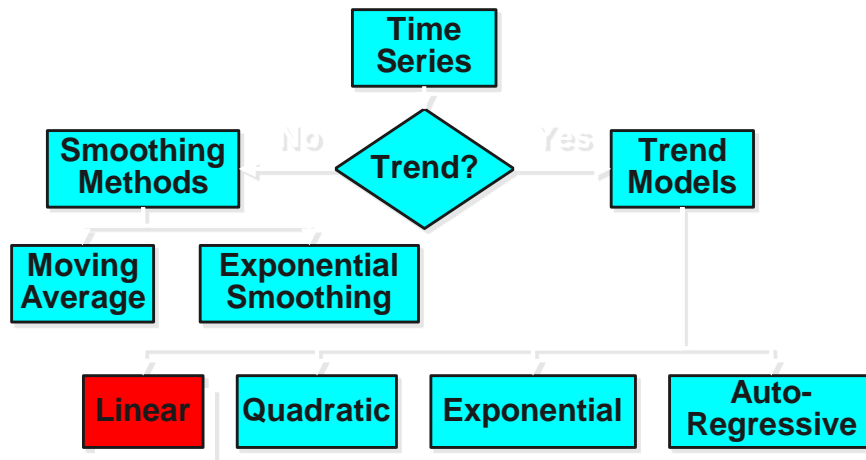 Time
Series
No
Yes
Smoothing
Methods
Trend?
Trend
Models
Moving
Average
Exponential
Smoothing
Linear
Quadratic
Exponential
Auto-
Regressive